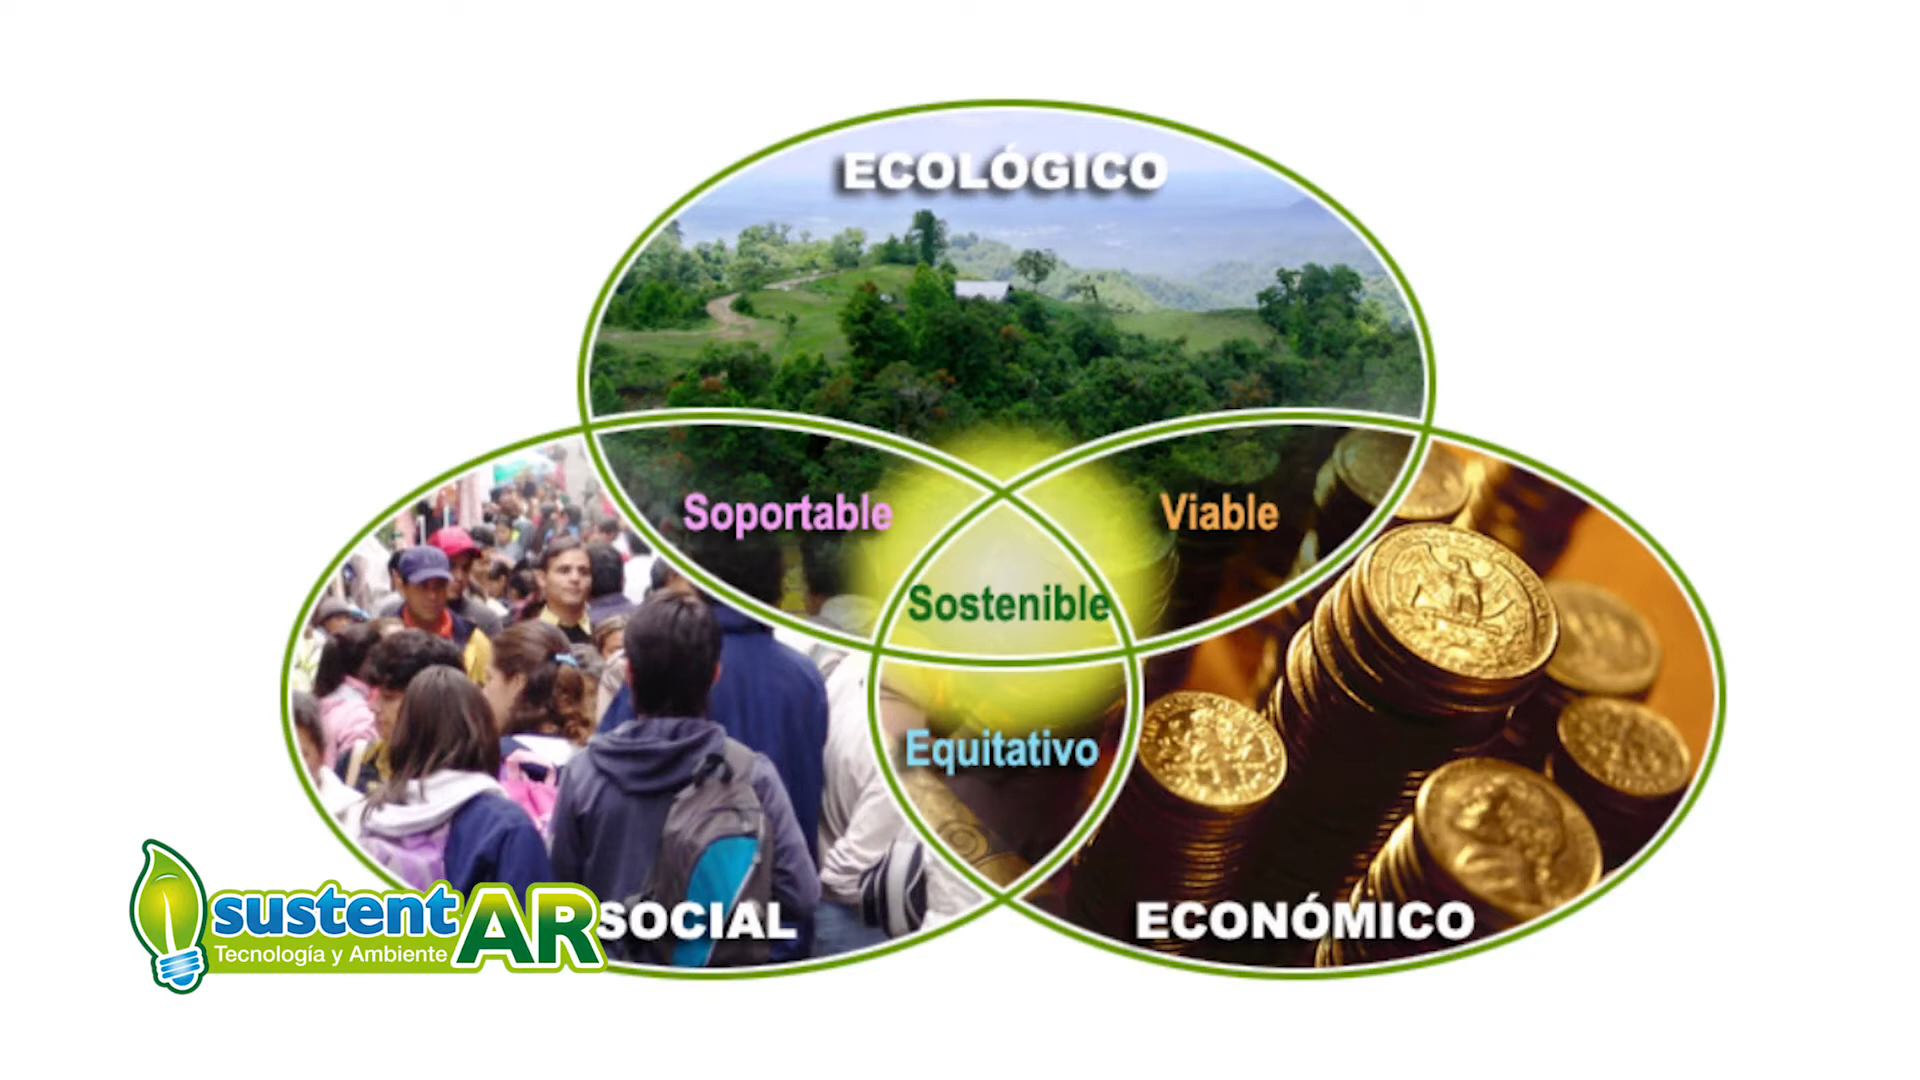 ECOLÓGICO
Soportable
Viable
Sostenible
Equitativo
SOCIAL
ECONÓMICO
sustentAR
Tecnología y Ambiente